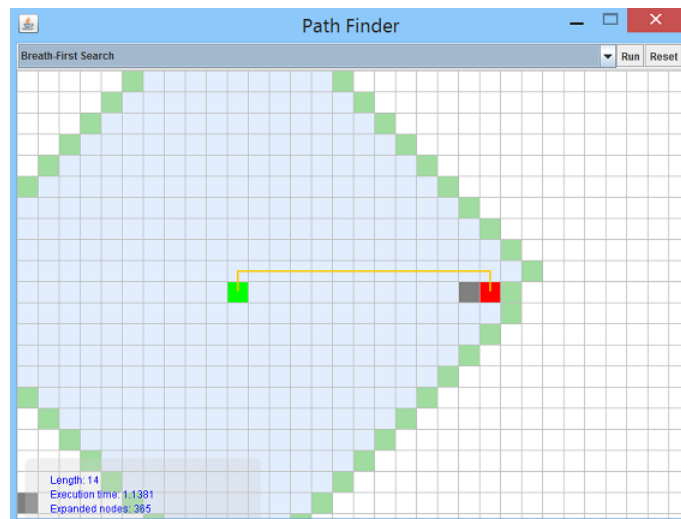 Path Finder
Breath-First Search
Run
Reset
Length: 14
Execution time: 1.1381
Expanded nodes: 365